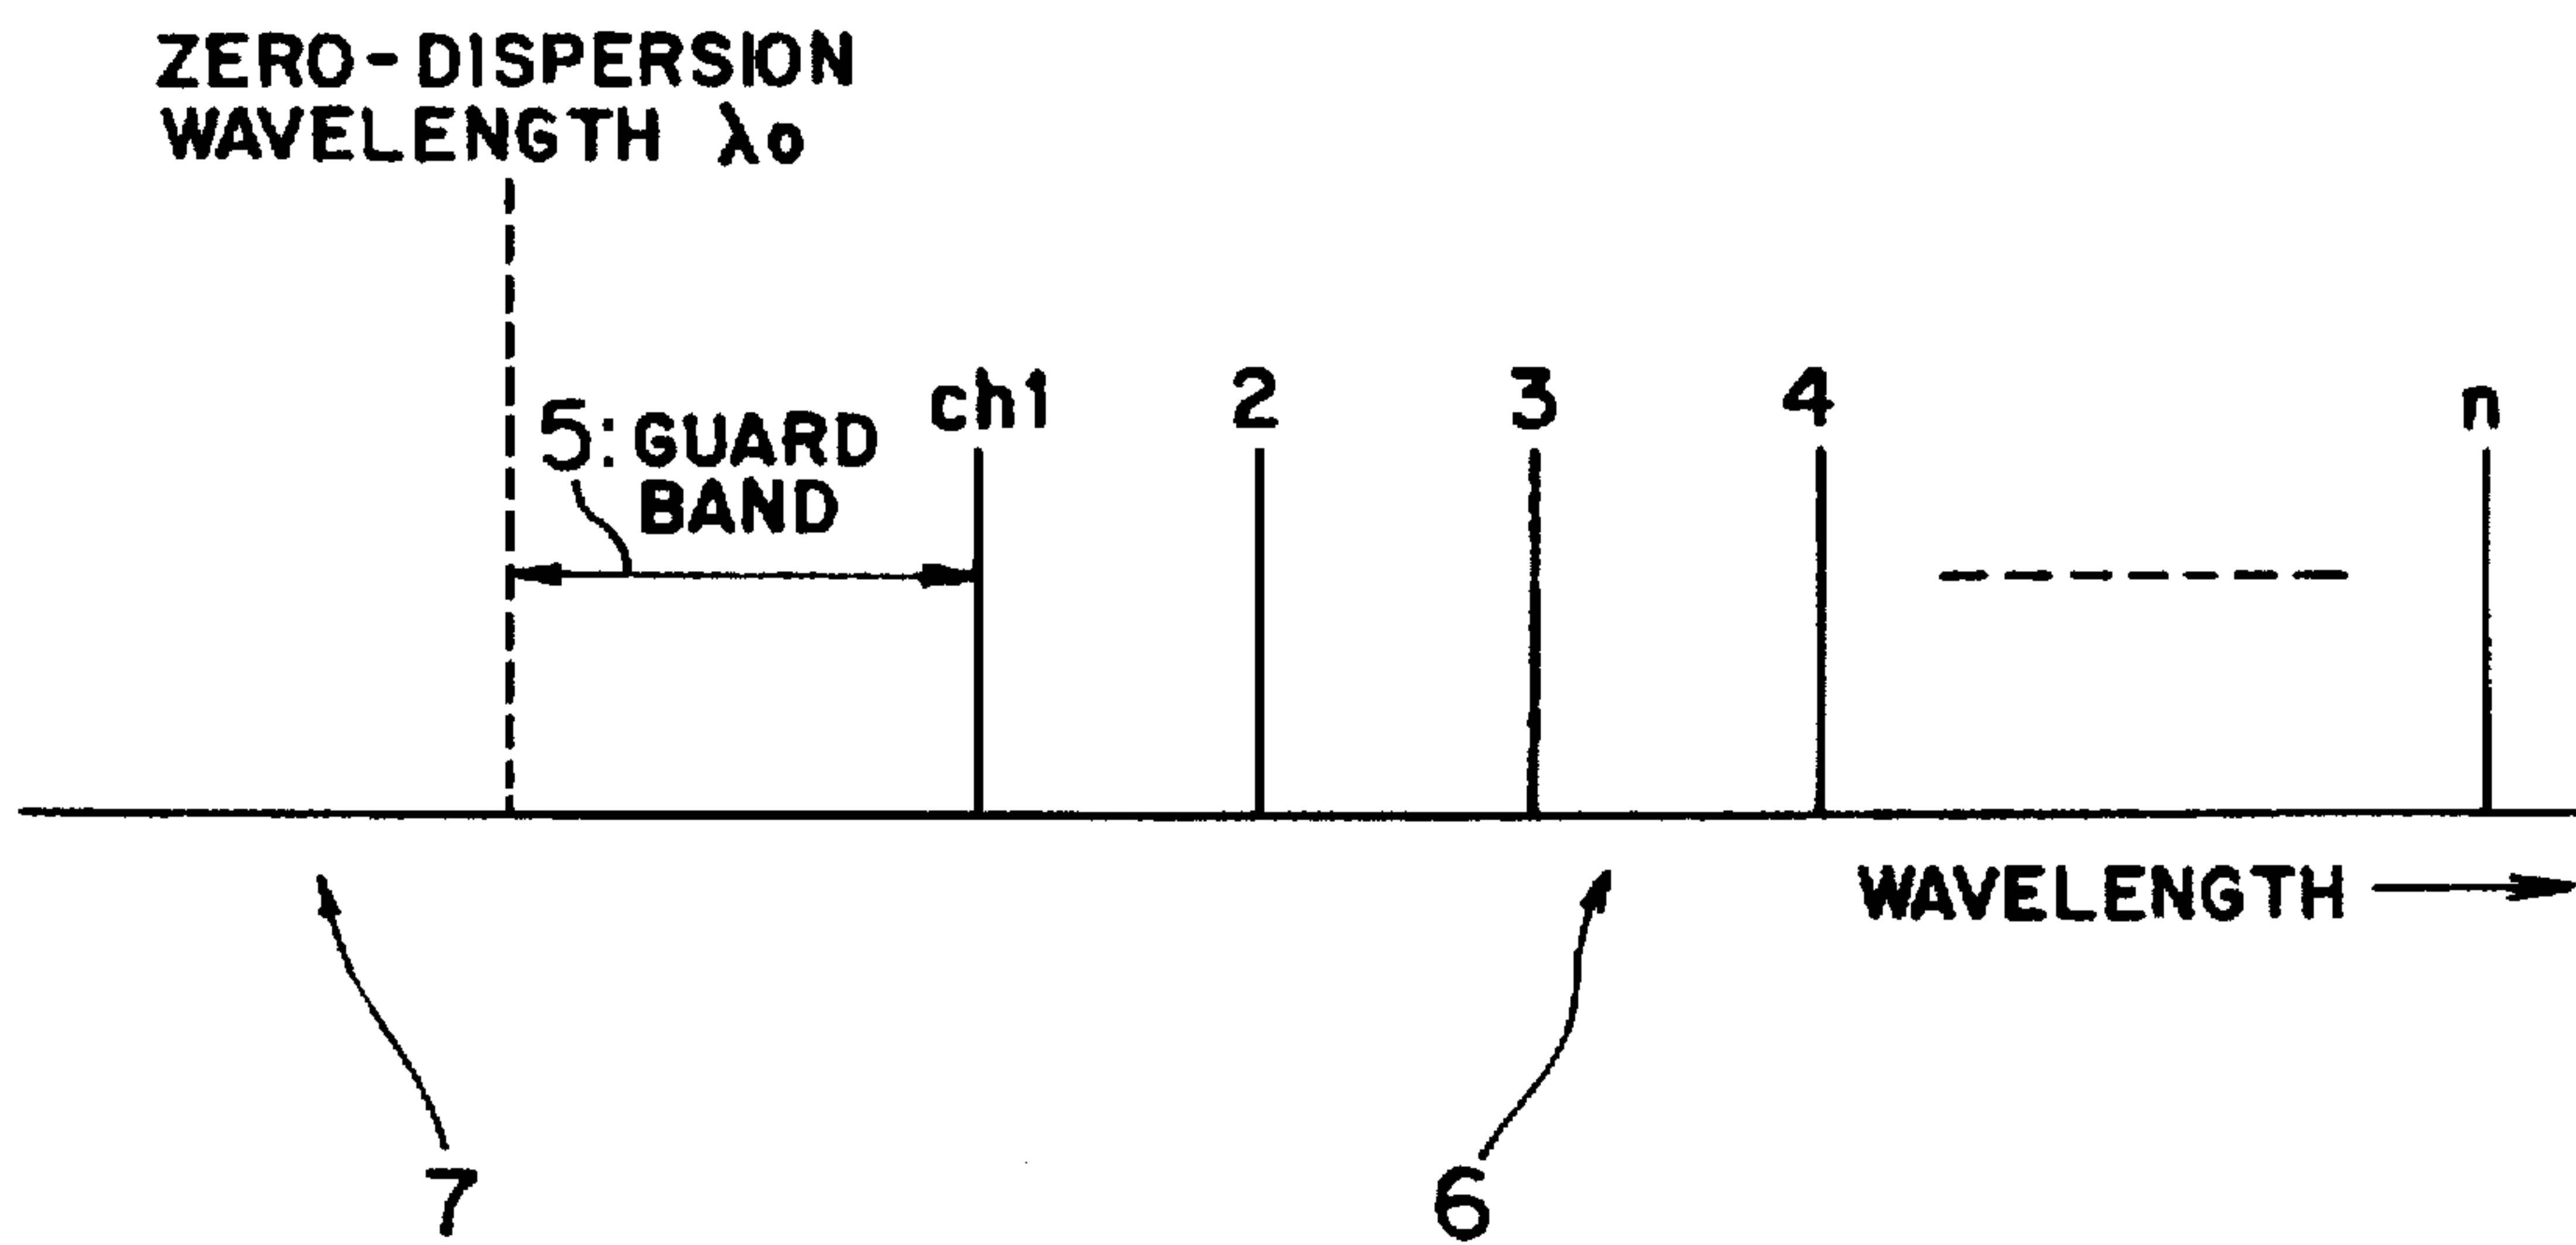 ZERO-DISPERSION
WAVELENGTH λo
5: GUARD
BAND
ch1 2 3 4 n
WAVELENGTH
7 6